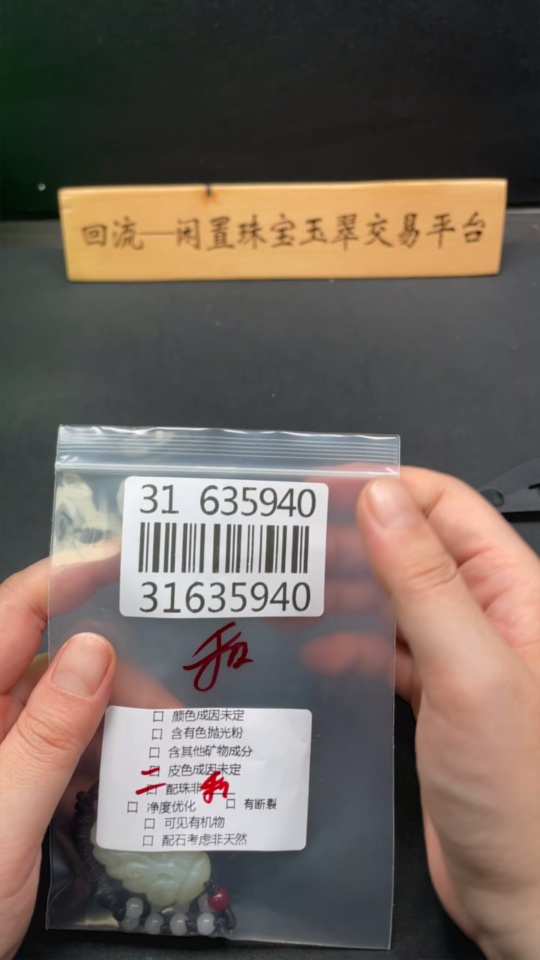 回流—闲置珠宝玉翠交易平台
31 635940
31635940
和
□ 颜色成因未定
□ 含有色抛光粉
□ 含其他矿物成分
□ 皮色成因未定
□ 配珠非和
□ 净度优化 □ 有断裂
□ 可见有机物
□ 配石考虑非天然